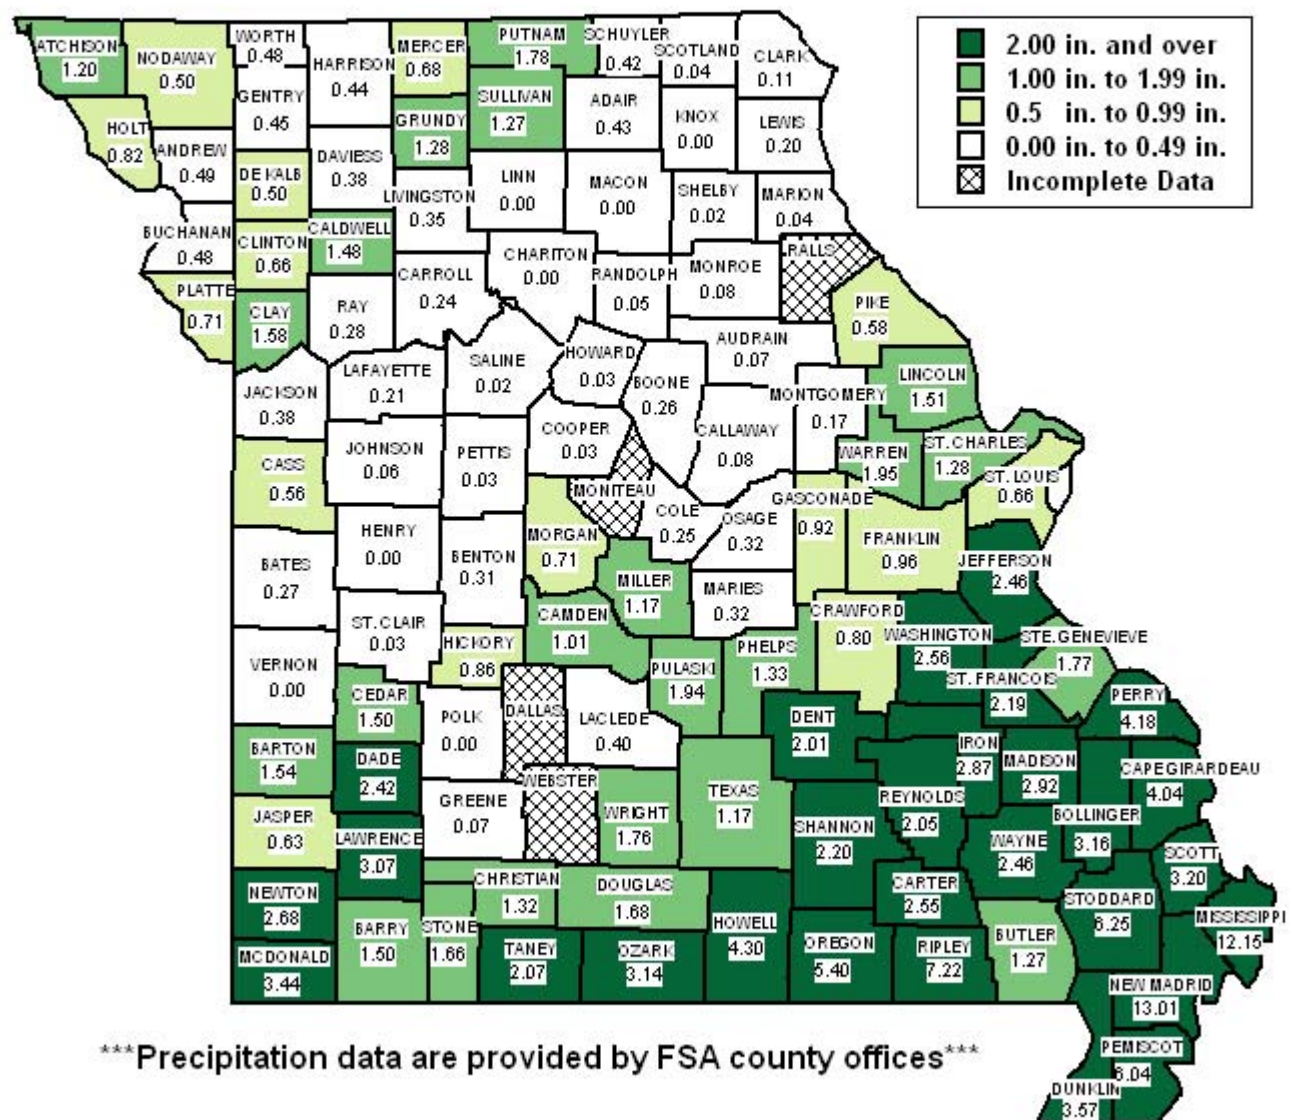 2.00 in. and over
1.00 in. to 1.99 in.
0.5 in to 0.99 in.
0.00 in. to 0.49 in.
Incomplete Data
ATCHISON
1.20
NODAWAY
0.50
WORTH
0.48
HARRISON
0.44
MERCER
0.68
PUTNAM
1.78
SCHUYLER
0.42
SCOTLAND
0.04
CLARK
0.11
GENTRY
0.45
SULLIVAN
1.27
ADAIR
0.43
KNOX
0.00
LEWIS
0.20
HOLT
0.82
ANDREW
0.49
GRUNDY
1.28
DE KALB
0.50
DAVIESS
0.38
LIVINGSTON
0.35
LINN
0.00
MACON
0.00
SHELBY
0.02
MARION
0.04
BUCHANAN
0.48
CLINTON
0.66
CALDWELL
1.48
CARROLL
0.24
CHARITON
0.00
RANDOLPH
0.05
MONROE
0.08
RALLS
PLATTE
0.71
CLAY
1.58
RAY
0.28
PIKE
0.58
AUDRAIN
0.07
JACKSON
0.38
LAFAYETTE
0.21
SALINE
0.02
HOWARD
0.03
BOONE
0.26
MONTGOMERY
0.17
LINCOLN
1.51
CASS
0.56
JOHNSON
0.06
PETTIS
0.03
COOPER
0.03
CALLAWAY
0.08
WARREN
1.95
ST. CHARLES
1.28
ST. LOUIS
0.66
MONITEAU
COLE
0.25
OSAGE
0.32
GASCONADE
0.92
FRANKLIN
0.96
JEFFERSON
2.46
BATES
0.27
HENRY
0.00
BENTON
0.31
MORGAN
0.71
MILLER
1.17
MARIES
0.32
CRAWFORD
0.80
WASHINGTON
2.56
STE. GENEVIEVE
1.77
ST. FRANCOIS
2.19
PERRY
4.18
VERNON
0.00
ST. CLAIR
0.03
HICKORY
0.86
CAMDEN
1.01
PULASKI
1.94
PHELPS
1.33
CEDAR
1.50
POLK
0.00
DALLAS
LACLEDE
0.40
DENT
2.01
IRON
2.87
MADISON
2.92
CAPE GIRARDEAU
4.04
BARTON
1.54
DADE
2.42
GREENE
0.07
WEBSTER
WRIGHT
1.76
TEXAS
1.17
SHANNON
2.20
REYNOLDS
2.05
BOLLINGER
3.16
WAYNE
2.46
SCOTT
3.20
JASPER
0.63
LAWRENCE
3.07
CHRISTIAN
1.32
DOUGLAS
1.68
HOWELL
4.30
CARTER
2.55
STODDARD
6.25
MISSISSIPPI
12.15
NEWTON
2.68
BARRY
1.50
STONE
1.66
TANEY
2.07
OZARK
3.14
OREGON
5.40
RIPLEY
7.22
BUTLER
1.27
MCDONALD
3.44
NEW MADRID
13.01
PEMISCOT
6.04
DUNKLIN
3.57
***Precipitation data are provided by FSA county offices***